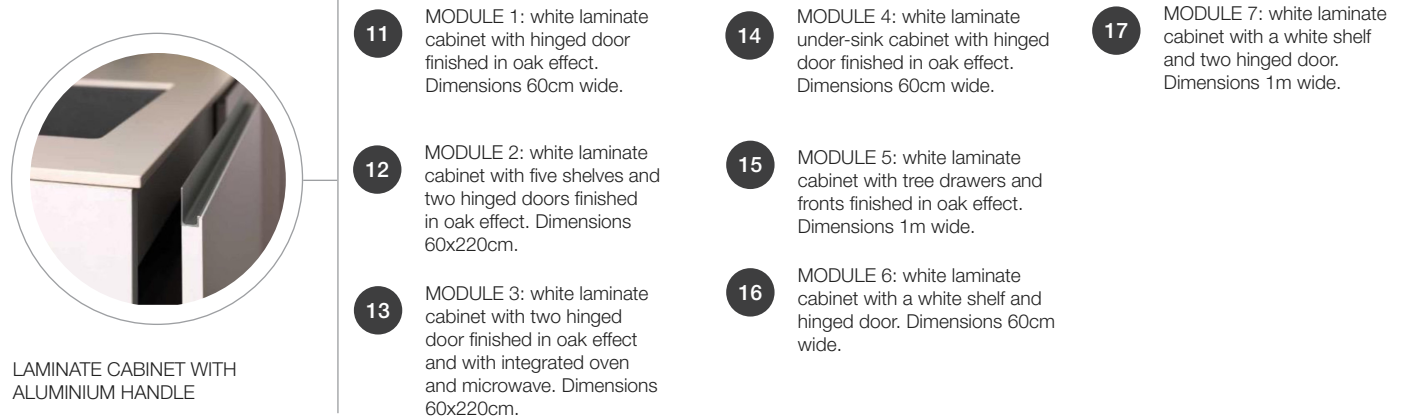 LAMINATE CABINET WITH
ALUMINIUM HANDLE
11
MODULE 1: white laminate
cabinet with hinged door
finished in oak effect.
Dimensions 60cm wide.
12
MODULE 2: white laminate
cabinet with five shelves and
two hinged doors finished
in oak effect. Dimensions
60x220cm.
13
MODULE 3: white laminate
cabinet with two hinged
door finished in oak effect
and with integrated oven
and microwave. Dimensions
60x220cm.
14
MODULE 4: white laminate
under-sink cabinet with hinged
door finished in oak effect.
Dimensions 60cm wide.
15
MODULE 5: white laminate
cabinet with tree drawers and
fronts finished in oak effect.
Dimensions 1m wide.
16
MODULE 6: white laminate
cabinet with a white shelf and
hinged door. Dimensions 60cm
wide.
17
MODULE 7: white laminate
cabinet with a white shelf
and two hinged door.
Dimensions 1m wide.